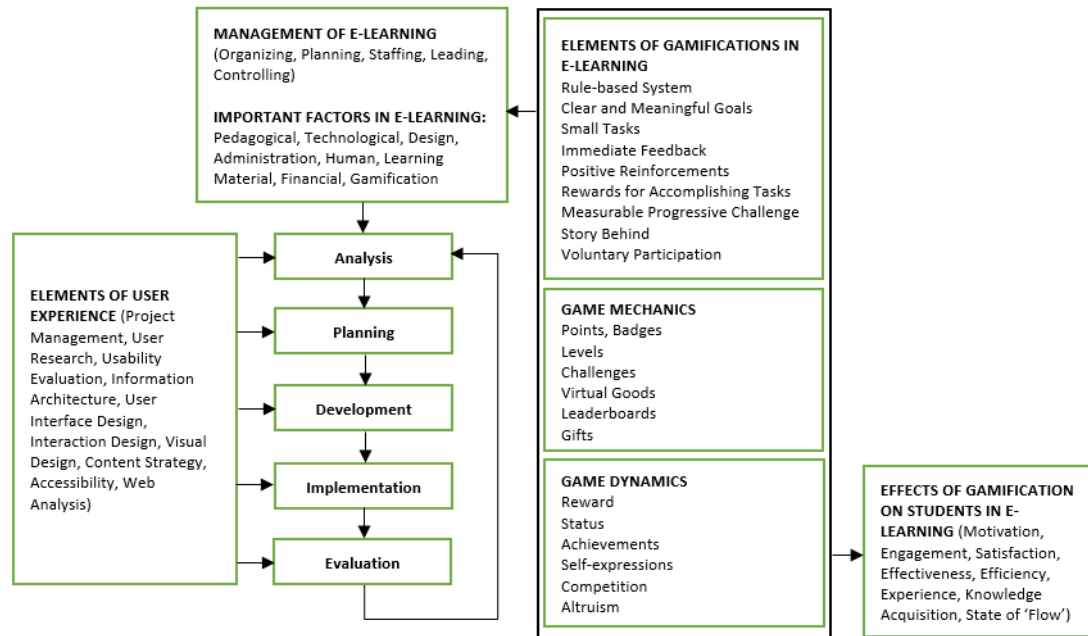 MANAGEMENT OF E-LEARNING
(Organizing, Planning, Staffing, Leading,
Controlling)
IMPORTANT FACTORS IN E-LEARNING:
Pedagogical, Technological, Design,
Administration, Human, Learning
Material, Financial, Gamification
ELEMENTS OF USER
EXPERIENCE (Project
Management, User
Research, Usability
Evaluation, Information
Architecture, User
Interface Design,
Interaction Design, Visual
Design, Content Strategy,
Accessibility, Web
Analysis)
Analysis
Planning
Development
Implementation
Evaluation
ELEMENTS OF GAMIFICATIONS IN
E-LEARNING
Rule-based System
Clear and Meaningful Goals
Small Tasks
Immediate Feedback
Positive Reinforcements
Rewards for Accomplishing Tasks
Measurable Progressive Challenge
Story Behind
Voluntary Participation
GAME MECHANICS
Points, Badges
Levels
Challenges
Virtual Goods
Leaderboards
Gifts
GAME DYNAMICS
Reward
Status
Achievements
Self-expressions
Competition
Altruism
EFFECTS OF GAMIFICATION
ON STUDENTS IN E-
LEARNING (Motivation,
Engagement, Satisfaction,
Effectiveness, Efficiency,
Experience, Knowledge
Acquisition, State of ‘Flow’)